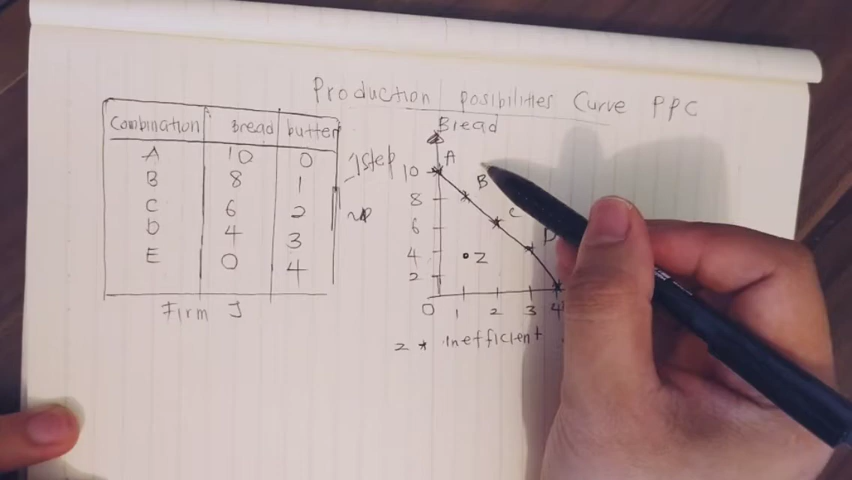 Production posibilities Curve PPC
Combination Bread butter
A 10 0
B 8 1
C 6 2
D 4 3
E 0 4
Firm J
1step
Bread
A
10
B
8
C
6
D
4
Z
2
0 1 2 3 4
z * inefficient